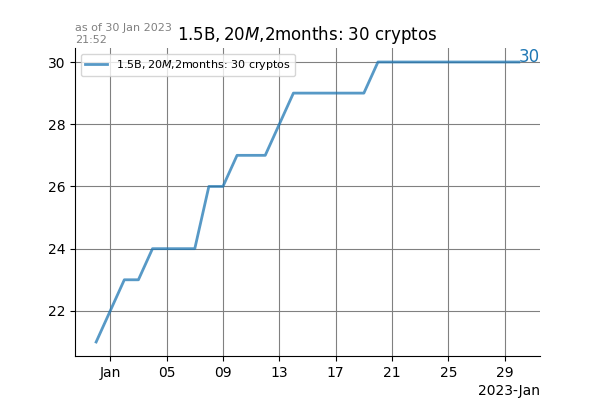 as of 30 Jan 2023
21:52
1.5B, 20M,2months: 30 cryptos
1.5B, 20M,2months: 30 cryptos
30
30
28
26
24
22
Jan 05 09 13 17 21 25 29
2023-Jan